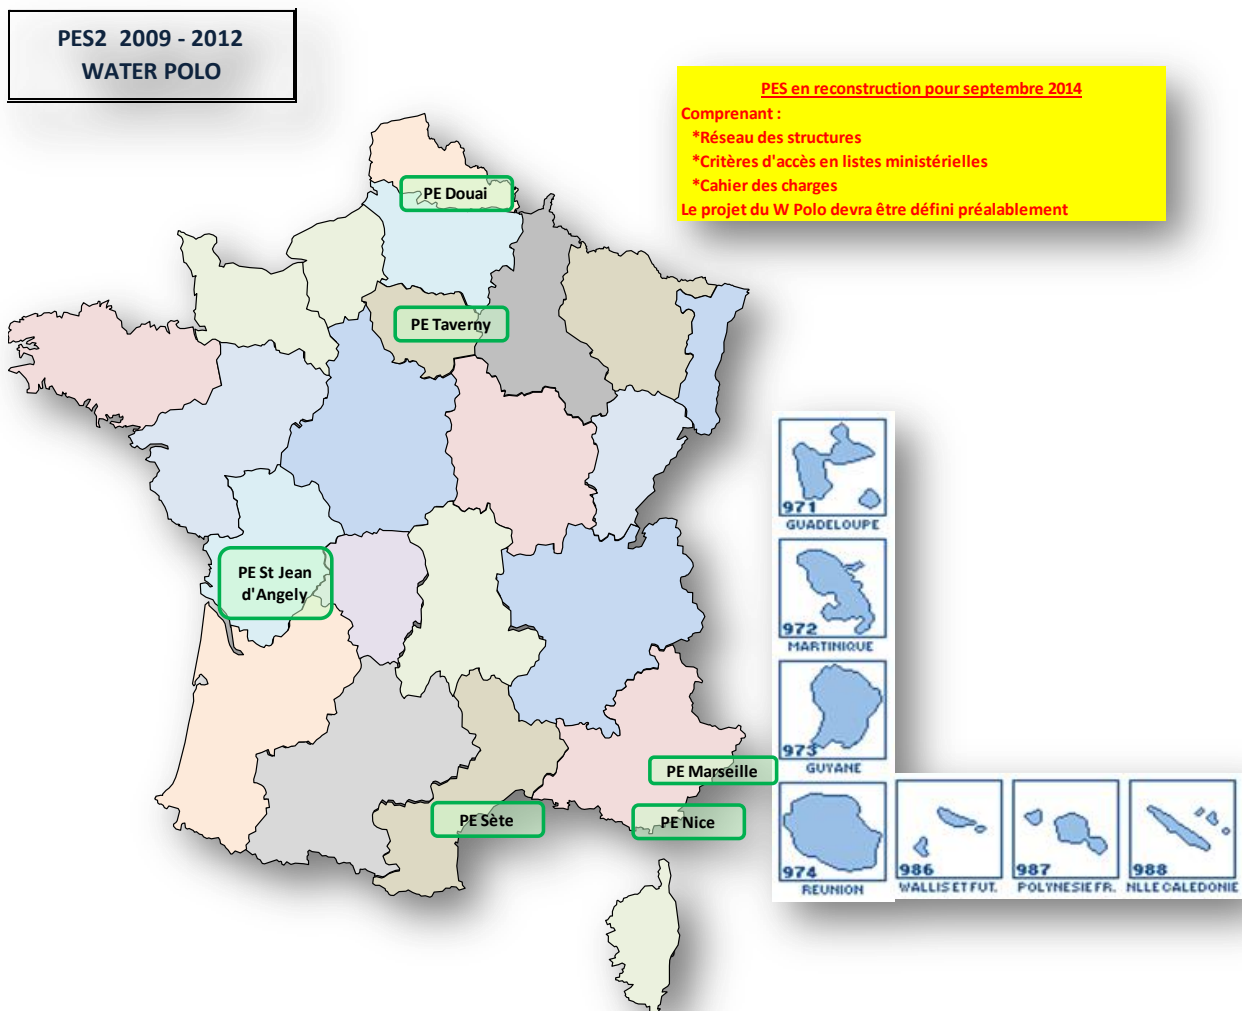 PES2 2009 - 2012
WATER POLO
PES en reconstruction pour septembre 2014
Comprenant :
*Réseau des structures
*Critères d'accès en listes ministérielles
*Cahier des charges
Le projet du W Polo devra être défini préalablement
PE Douai
PE Taverny
PE St Jean
d'Angely
PE Marseille
PE Sète
PE Nice
971
GUADELOUPE
972
MARTINIQUE
973
GUYANE
974
REUNION
986
WALLIS ET FUT.
987
POLYNESIE FR.
988
NLLE CALEDONIE